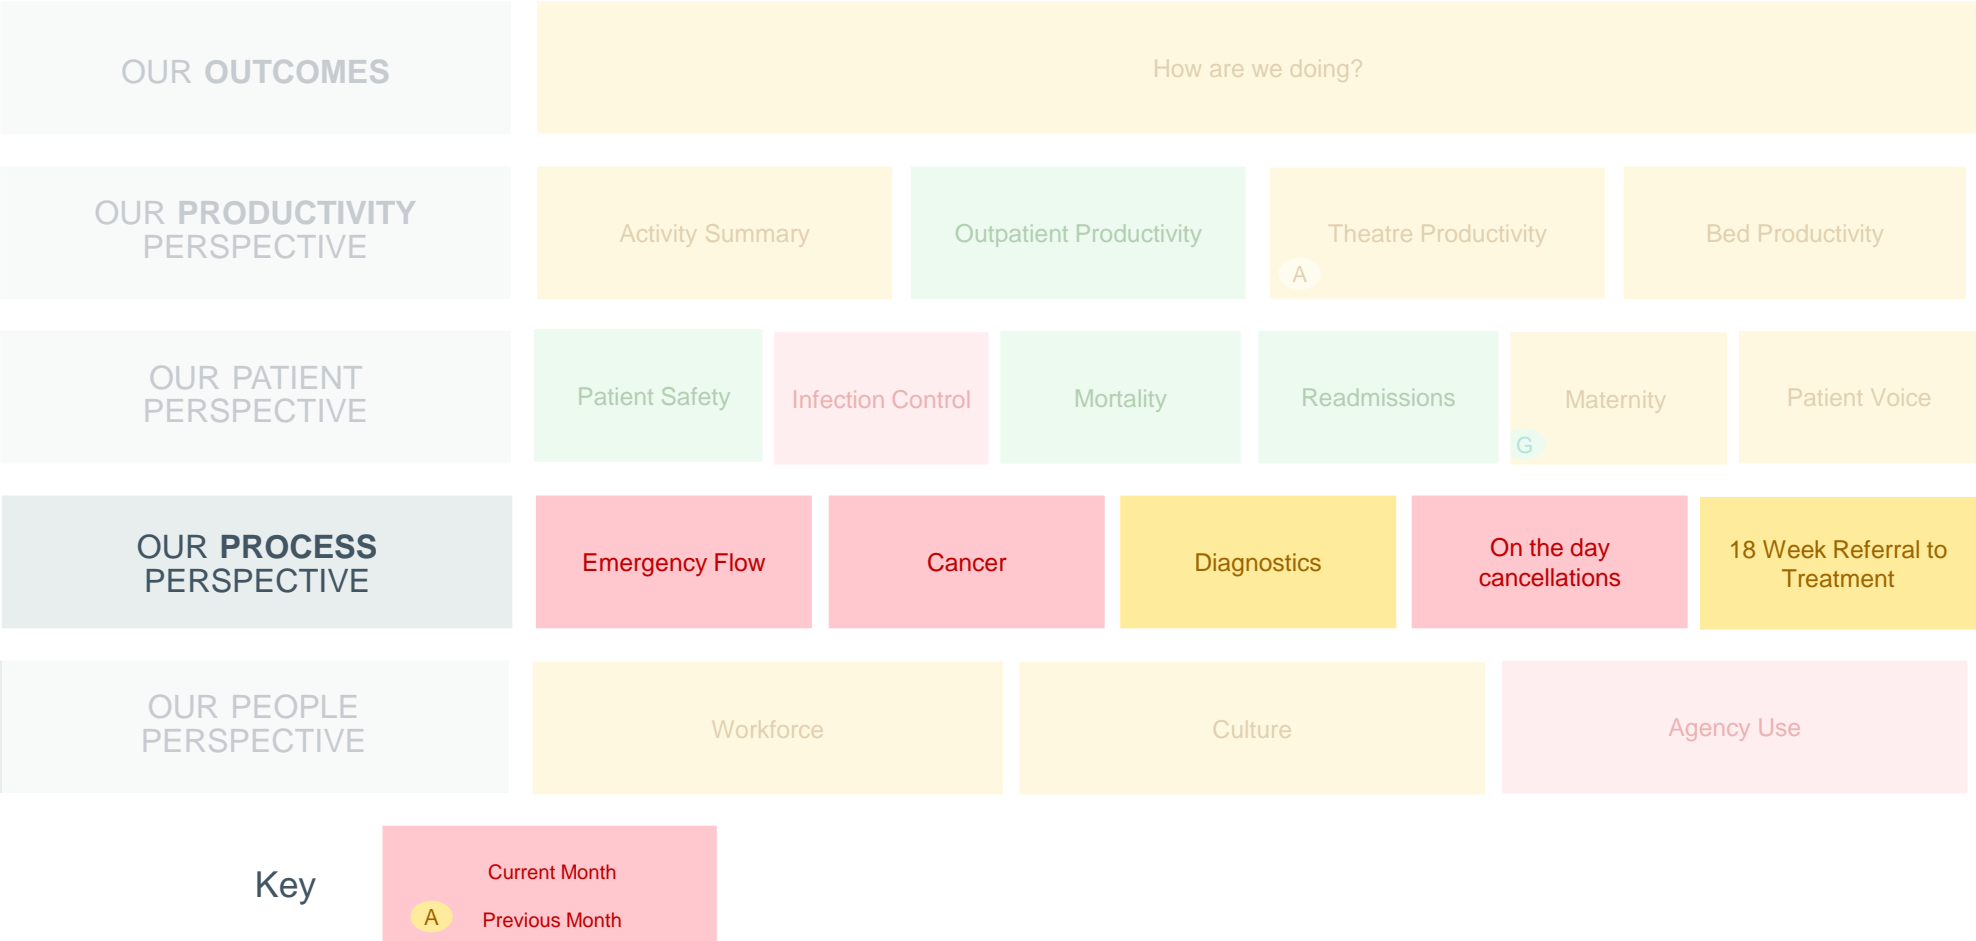 OUR OUTCOMES
How are we doing?
OUR PRODUCTIVITY
PERSPECTIVE
Activity Summary
Outpatient Productivity
Theatre Productivity
A
Bed Productivity
OUR PATIENT
PERSPECTIVE
Patient Safety
Infection Control
Mortality
Readmissions
Maternity
G
Patient Voice
OUR PROCESS
PERSPECTIVE
Emergency Flow
Cancer
Diagnostics
On the day
cancellations
18 Week Referral to
Treatment
OUR PEOPLE
PERSPECTIVE
Workforce
Culture
Agency Use
Key
Current Month
A
Previous Month